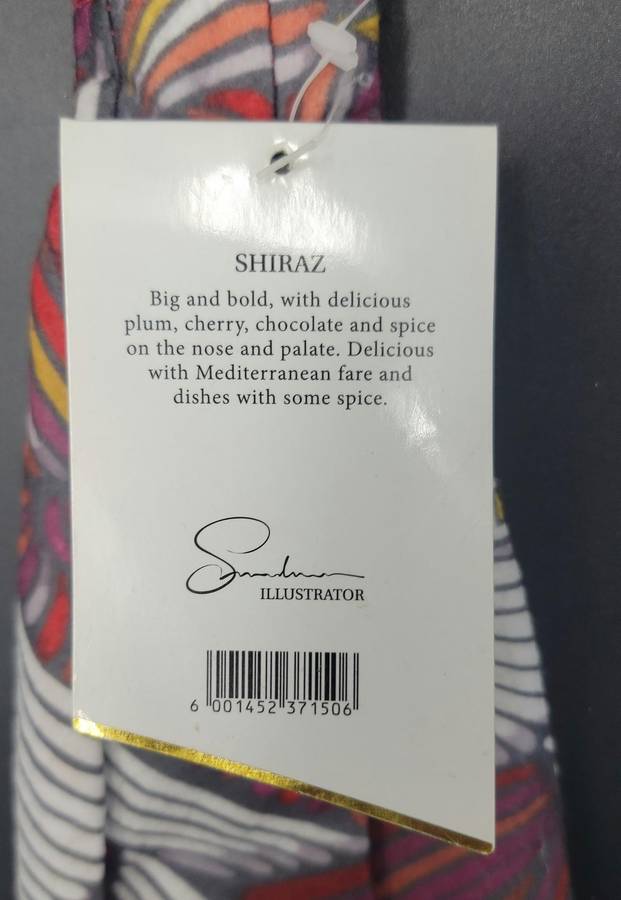 SHIRAZ
Big and bold, with delicious
plum, cherry, chocolate and spice
on the nose and palate. Delicious
with Mediterranean fare and
dishes with some spice.
ILLUSTRATOR
6 001452 371506